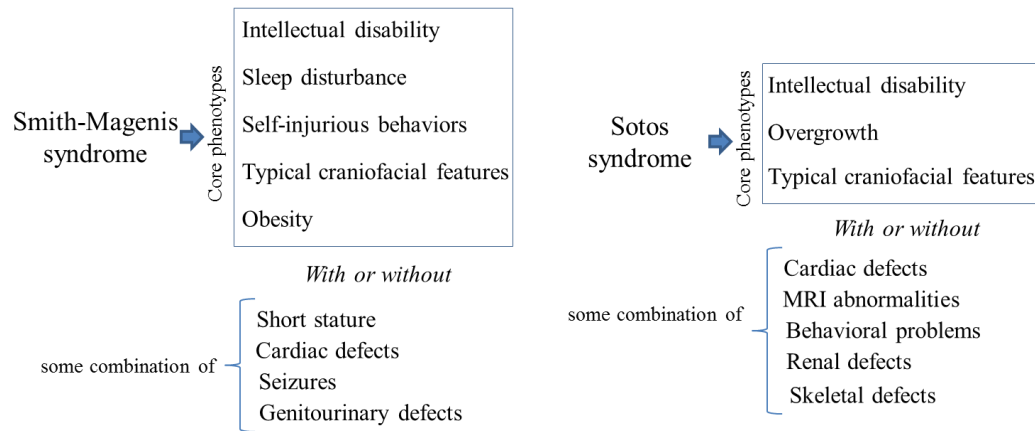 Smith-Magenis
syndrome
Core phenotypes
Intellectual disability
Sleep disturbance
Self-injurious behaviors
Typical craniofacial features
Obesity
With or without
some combination of
Short stature
Cardiac defects
Seizures
Genitourinary defects
Sotos
syndrome
Core phenotypes
Intellectual disability
Overgrowth
Typical craniofacial features
With or without
some combination of
Cardiac defects
MRI abnormalities
Behavioral problems
Renal defects
Skeletal defects